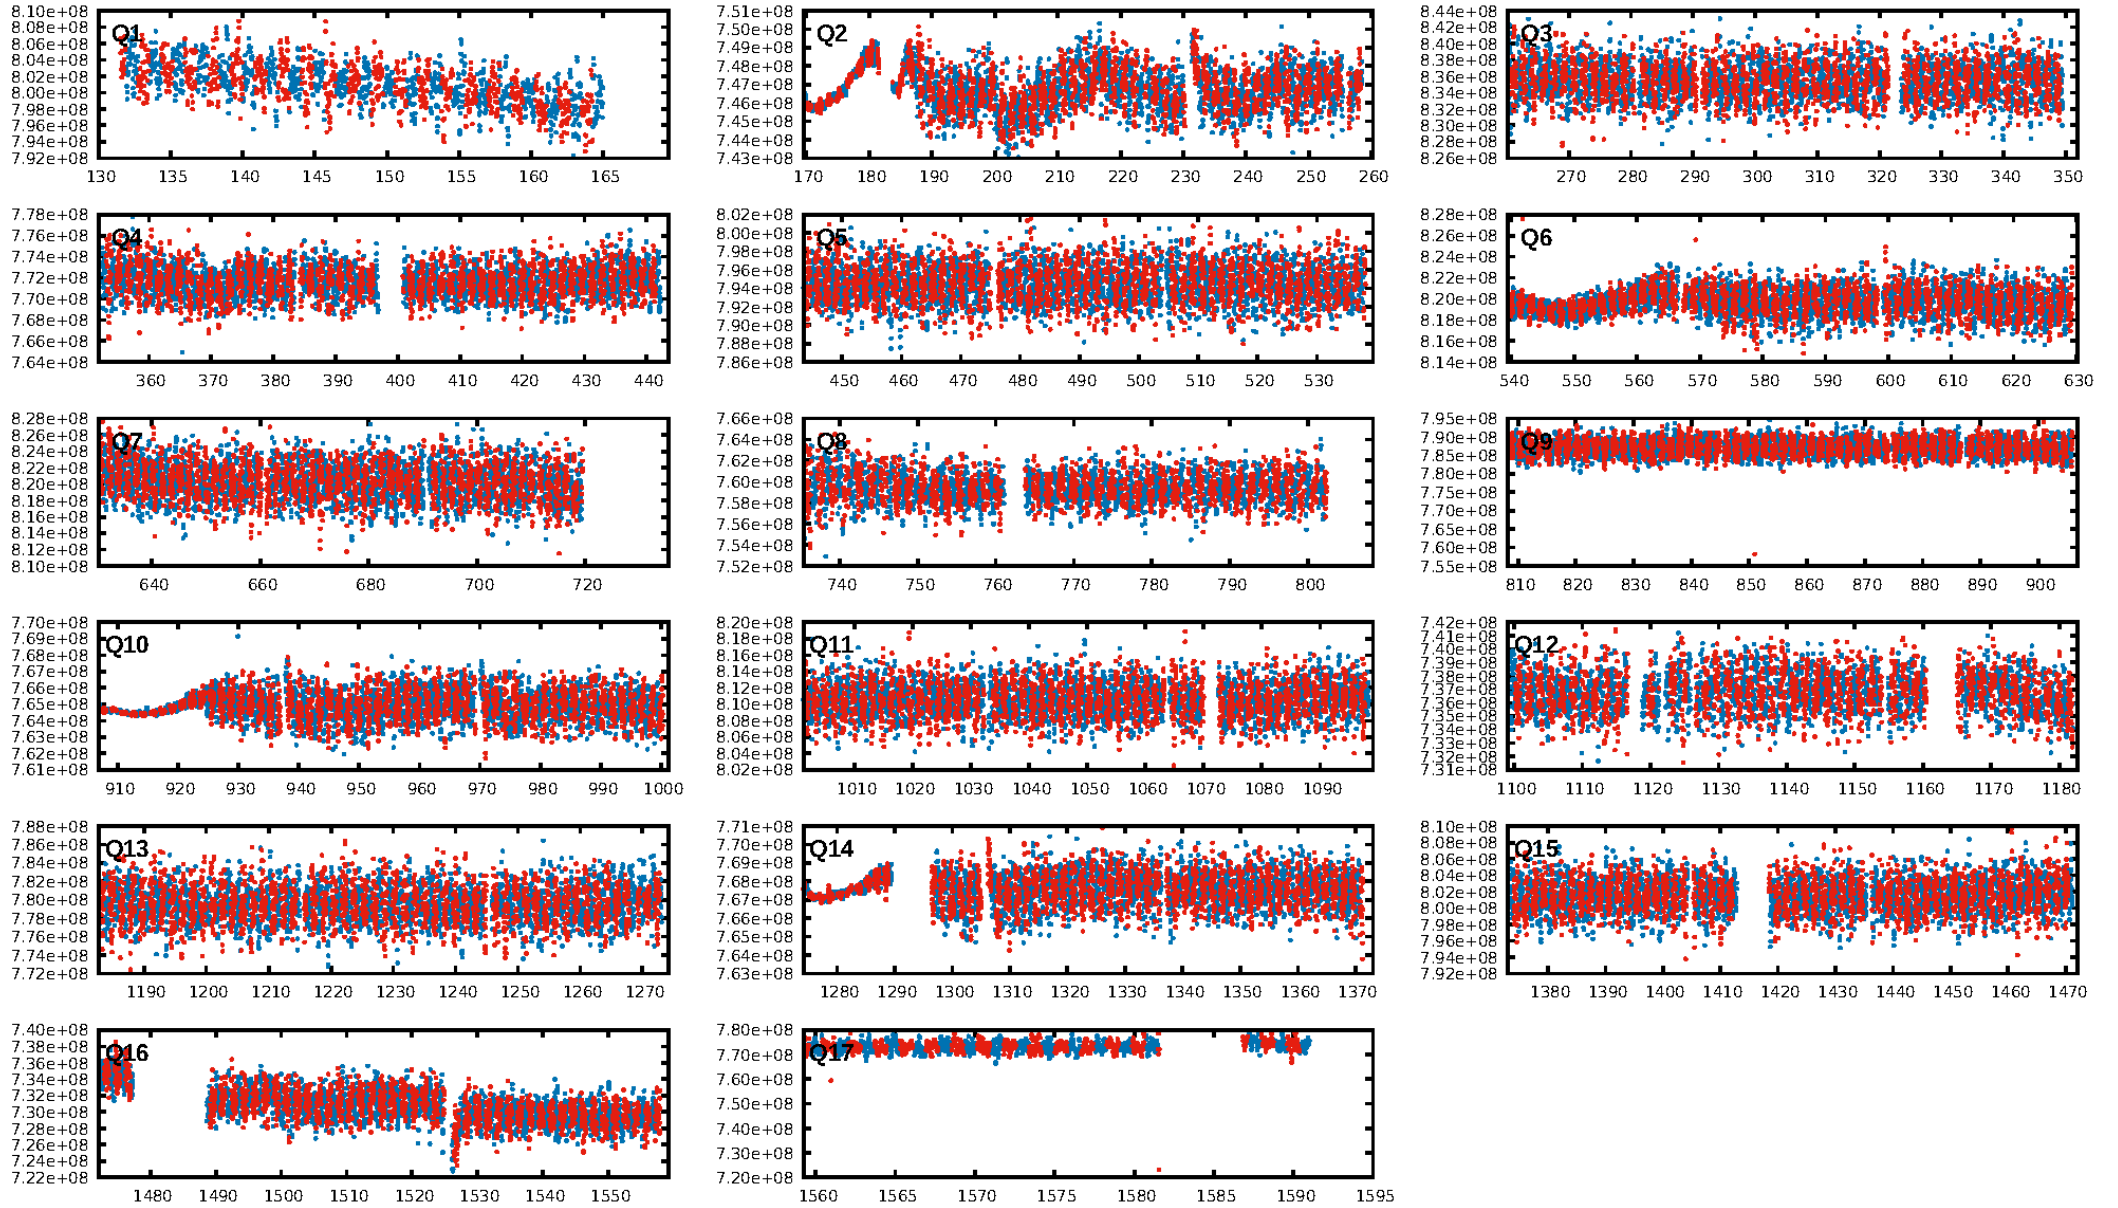 Q1
8.10e+08
8.08e+08
8.06e+08
8.04e+08
8.02e+08
8.00e+08
7.98e+08
7.96e+08
7.94e+08
7.92e+08
130 135 140 145 150 155 160 165
Q2
7.51e+08
7.50e+08
7.49e+08
7.48e+08
7.47e+08
7.46e+08
7.45e+08
7.44e+08
7.43e+08
170 180 190 200 210 220 230 240 250 260
Q3
8.44e+08
8.42e+08
8.40e+08
8.38e+08
8.36e+08
8.34e+08
8.32e+08
8.30e+08
8.28e+08
8.26e+08
270 280 290 300 310 320 330 340 350
Q4
7.78e+08
7.76e+08
7.74e+08
7.72e+08
7.70e+08
7.68e+08
7.66e+08
7.64e+08
360 370 380 390 400 410 420 430 440
Q5
8.02e+08
8.00e+08
7.98e+08
7.96e+08
7.94e+08
7.92e+08
7.90e+08
7.88e+08
7.86e+08
450 460 470 480 490 500 510 520 530
Q6
8.28e+08
8.26e+08
8.24e+08
8.22e+08
8.20e+08
8.18e+08
8.16e+08
8.14e+08
540 550 560 570 580 590 600 610 620 630
Q7
8.28e+08
8.26e+08
8.24e+08
8.22e+08
8.20e+08
8.18e+08
8.16e+08
8.14e+08
8.12e+08
8.10e+08
640 660 680 700 720
Q8
7.66e+08
7.64e+08
7.62e+08
7.60e+08
7.58e+08
7.56e+08
7.54e+08
7.52e+08
740 750 760 770 780 790 800
Q9
7.95e+08
7.90e+08
7.85e+08
7.80e+08
7.75e+08
7.70e+08
7.65e+08
7.60e+08
7.55e+08
810 820 830 840 850 860 870 880 890 900
Q10
7.70e+08
7.69e+08
7.68e+08
7.67e+08
7.66e+08
7.65e+08
7.64e+08
7.63e+08
7.62e+08
7.61e+08
910 920 930 940 950 960 970 980 990 1000
Q11
8.20e+08
8.18e+08
8.16e+08
8.14e+08
8.12e+08
8.10e+08
8.08e+08
8.06e+08
8.04e+08
8.02e+08
1010 1020 1030 1040 1050 1060 1070 1080 1090
Q12
7.42e+08
7.41e+08
7.40e+08
7.39e+08
7.38e+08
7.37e+08
7.36e+08
7.35e+08
7.34e+08
7.33e+08
7.32e+08
7.31e+08
1100 1110 1120 1130 1140 1150 1160 1170 1180
Q13
7.88e+08
7.86e+08
7.84e+08
7.82e+08
7.80e+08
7.78e+08
7.76e+08
7.74e+08
7.72e+08
1190 1200 1210 1220 1230 1240 1250 1260 1270
Q14
7.71e+08
7.70e+08
7.69e+08
7.68e+08
7.67e+08
7.66e+08
7.65e+08
7.64e+08
7.63e+08
1280 1290 1300 1310 1320 1330 1340 1350 1360 1370
Q15
8.10e+08
8.08e+08
8.06e+08
8.04e+08
8.02e+08
8.00e+08
7.98e+08
7.96e+08
7.94e+08
7.92e+08
1380 1390 1400 1410 1420 1430 1440 1450 1460 1470
Q16
7.40e+08
7.38e+08
7.36e+08
7.34e+08
7.32e+08
7.30e+08
7.28e+08
7.26e+08
7.24e+08
7.22e+08
1480 1490 1500 1510 1520 1530 1540 1550
Q17
7.80e+08
7.70e+08
7.60e+08
7.50e+08
7.40e+08
7.30e+08
7.20e+08
1560 1565 1570 1575 1580 1585 1590 1595